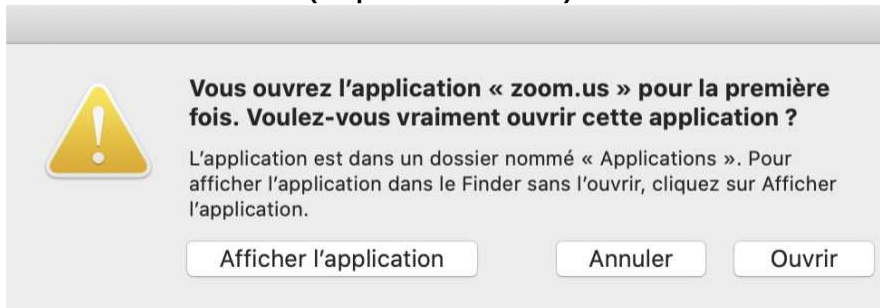 Vous ouvrez l’application « zoom.us » pour la première
fois. Voulez-vous vraiment ouvrir cette application ?
L’application est dans un dossier nommé « Applications ». Pour
afficher l’application dans le Finder sans l’ouvrir, cliquez sur Afficher
l’application.
Afficher l’application Annuler Ouvrir